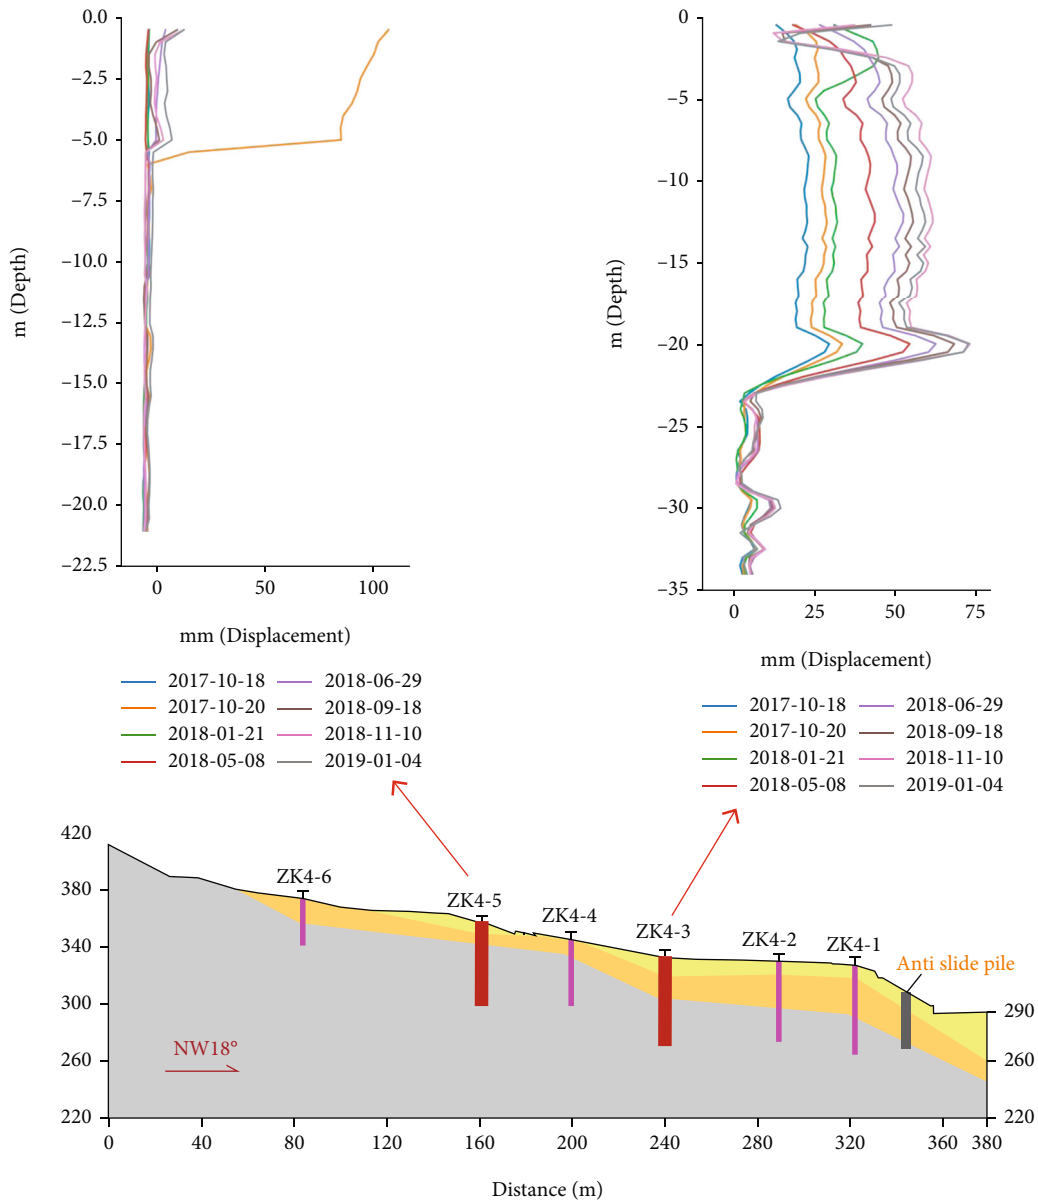 0.0
−2.5
−5.0
−7.5
−10.0
−12.5
−15.0
−17.5
−20.0
−22.5
m (Depth)
0 50 100
mm (Displacement)
2017-10-18 2018-06-29
2017-10-20 2018-09-18
2018-01-21 2018-11-10
2018-05-08 2019-01-04
0
−5
−10
−15
−20
−25
−30
−35
m (Depth)
0 25 50 75
mm (Displacement)
2017-10-18 2018-06-29
2017-10-20 2018-09-18
2018-01-21 2018-11-10
2018-05-08 2019-01-04
420
380
340
300
260
220
ZK4-6
ZK4-5
ZK4-4
ZK4-3
ZK4-2
ZK4-1
Anti slide pile
NW18°
290
260
220
0 40 80 120 160 200 240 280 320 360 380
Distance (m)